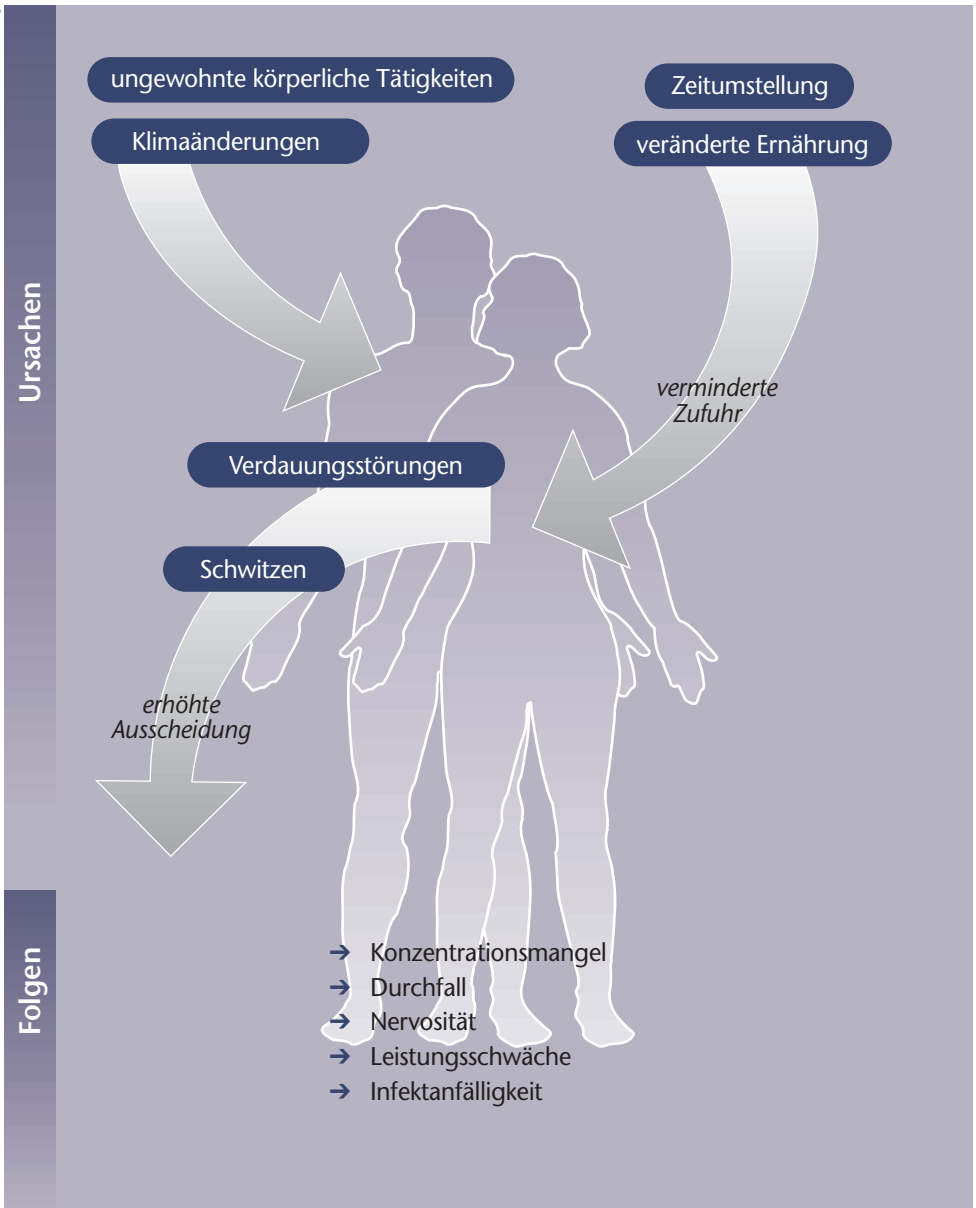 Ursachen
ungewohnte körperliche Tätigkeiten
Klimaänderungen
Zeitumstellung
veränderte Ernährung
verminderte
Zufuhr
Verdauungsstörungen
Schwitzen
erhöhte
Ausscheidung
Folgen
➔ Konzentrationsmangel
➔ Durchfall
➔ Nervosität
➔ Leistungsschwäche
➔ Infektanfälligkeit